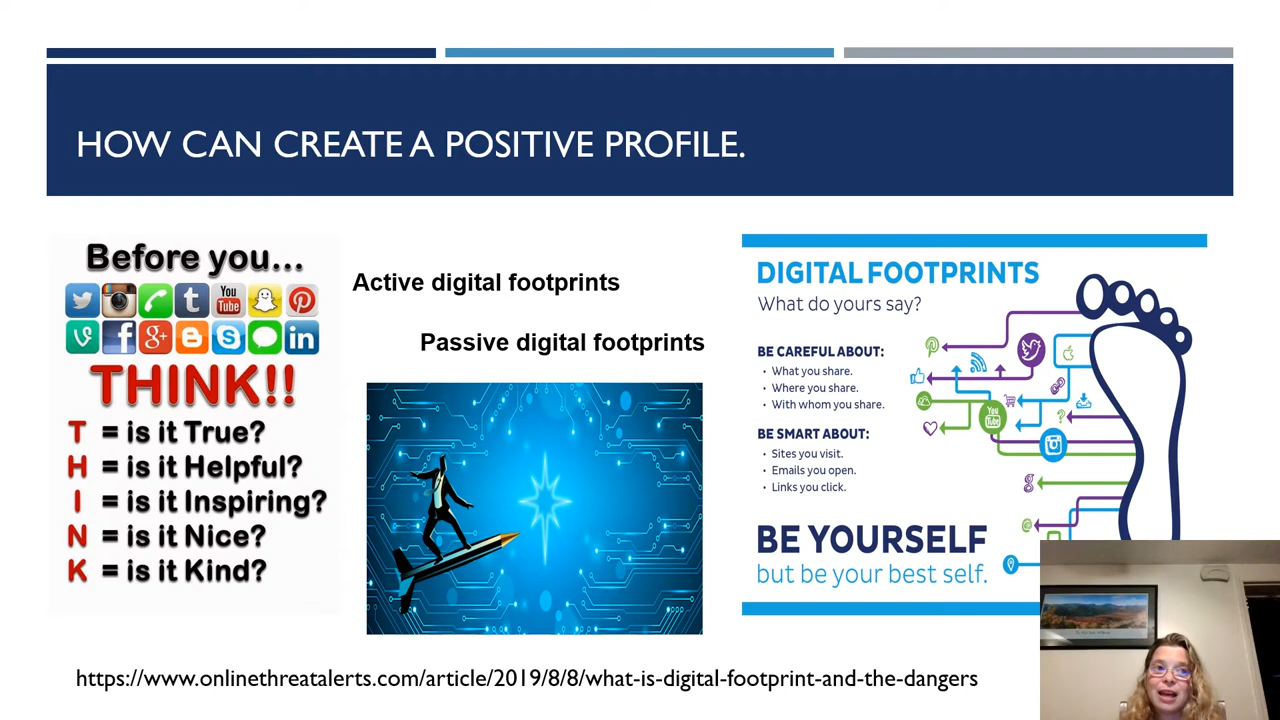 HOW CAN CREATE A POSITIVE PROFILE.
Before you...
You
Tube
THINK!!
T = is it True?
H = is it Helpful?
I = is it Inspiring?
N = is it Nice?
K = is it Kind?
Active digital footprints
Passive digital footprints
DIGITAL FOOTPRINTS
What do yours say?
BE CAREFUL ABOUT:
• What you share.
• Where you share.
• With whom you share.
BE SMART ABOUT:
• Sites you visit.
• Emails you open.
• Links you click.
BE YOURSELF
but be your best self.
You
Tube
https://www.onlinethreatalerts.com/article/2019/8/8/what-is-digital-footprint-and-the-dangers